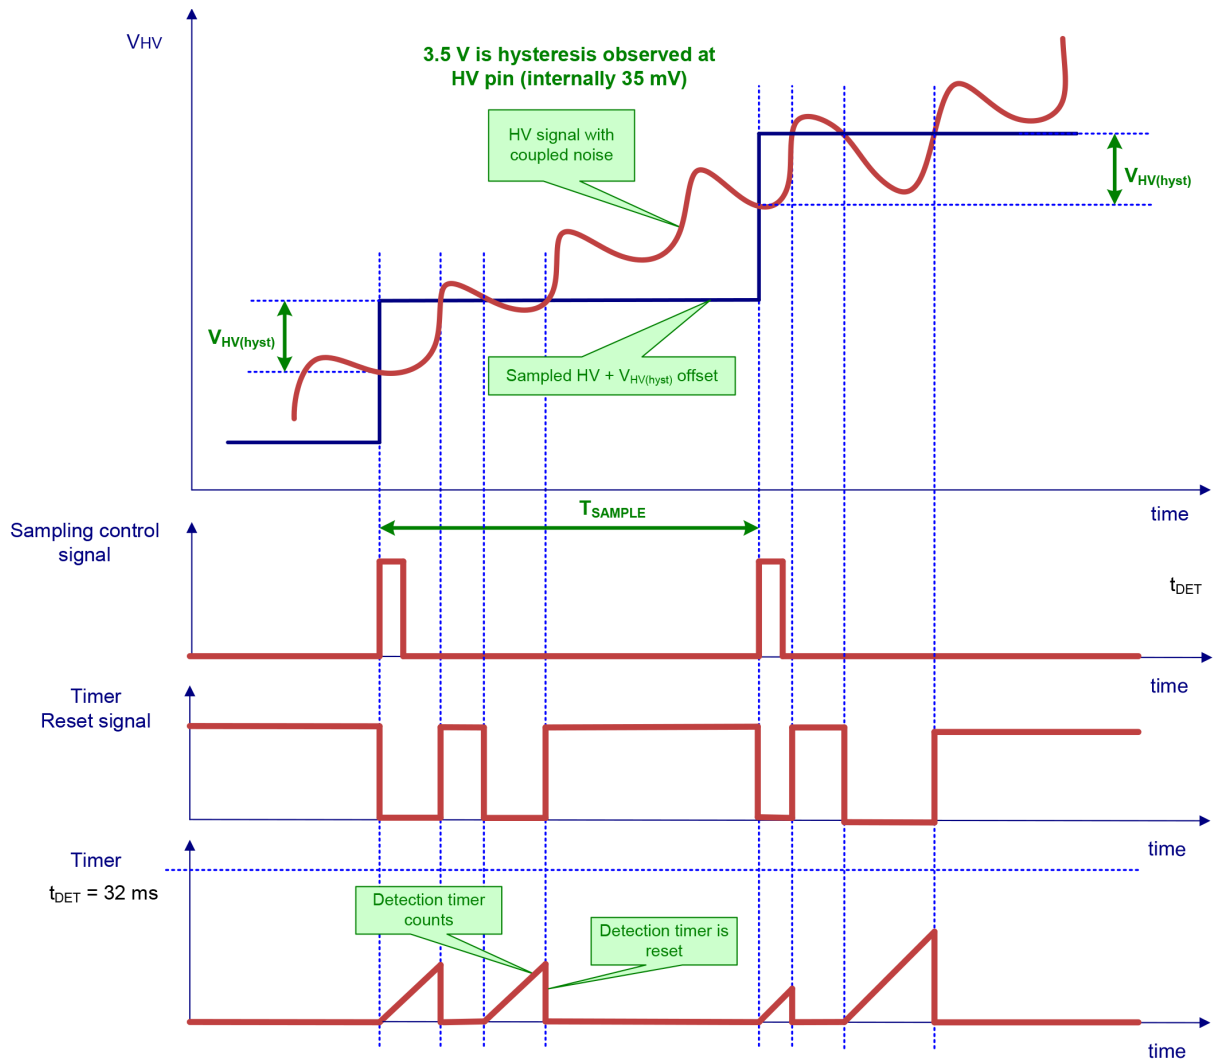 VHV
3.5 V is hysteresis observed at
HV pin (internally 35 mV)
HV signal with
coupled noise
VHV(hyst)
VHV(hyst)
Sampled HV + VHV(hyst) offset
time
TSAMPLE
Sampling control
signal
tDET
time
Timer
Reset signal
time
Timer
tDET = 32 ms
Detection timer
counts
Detection timer is
reset
time